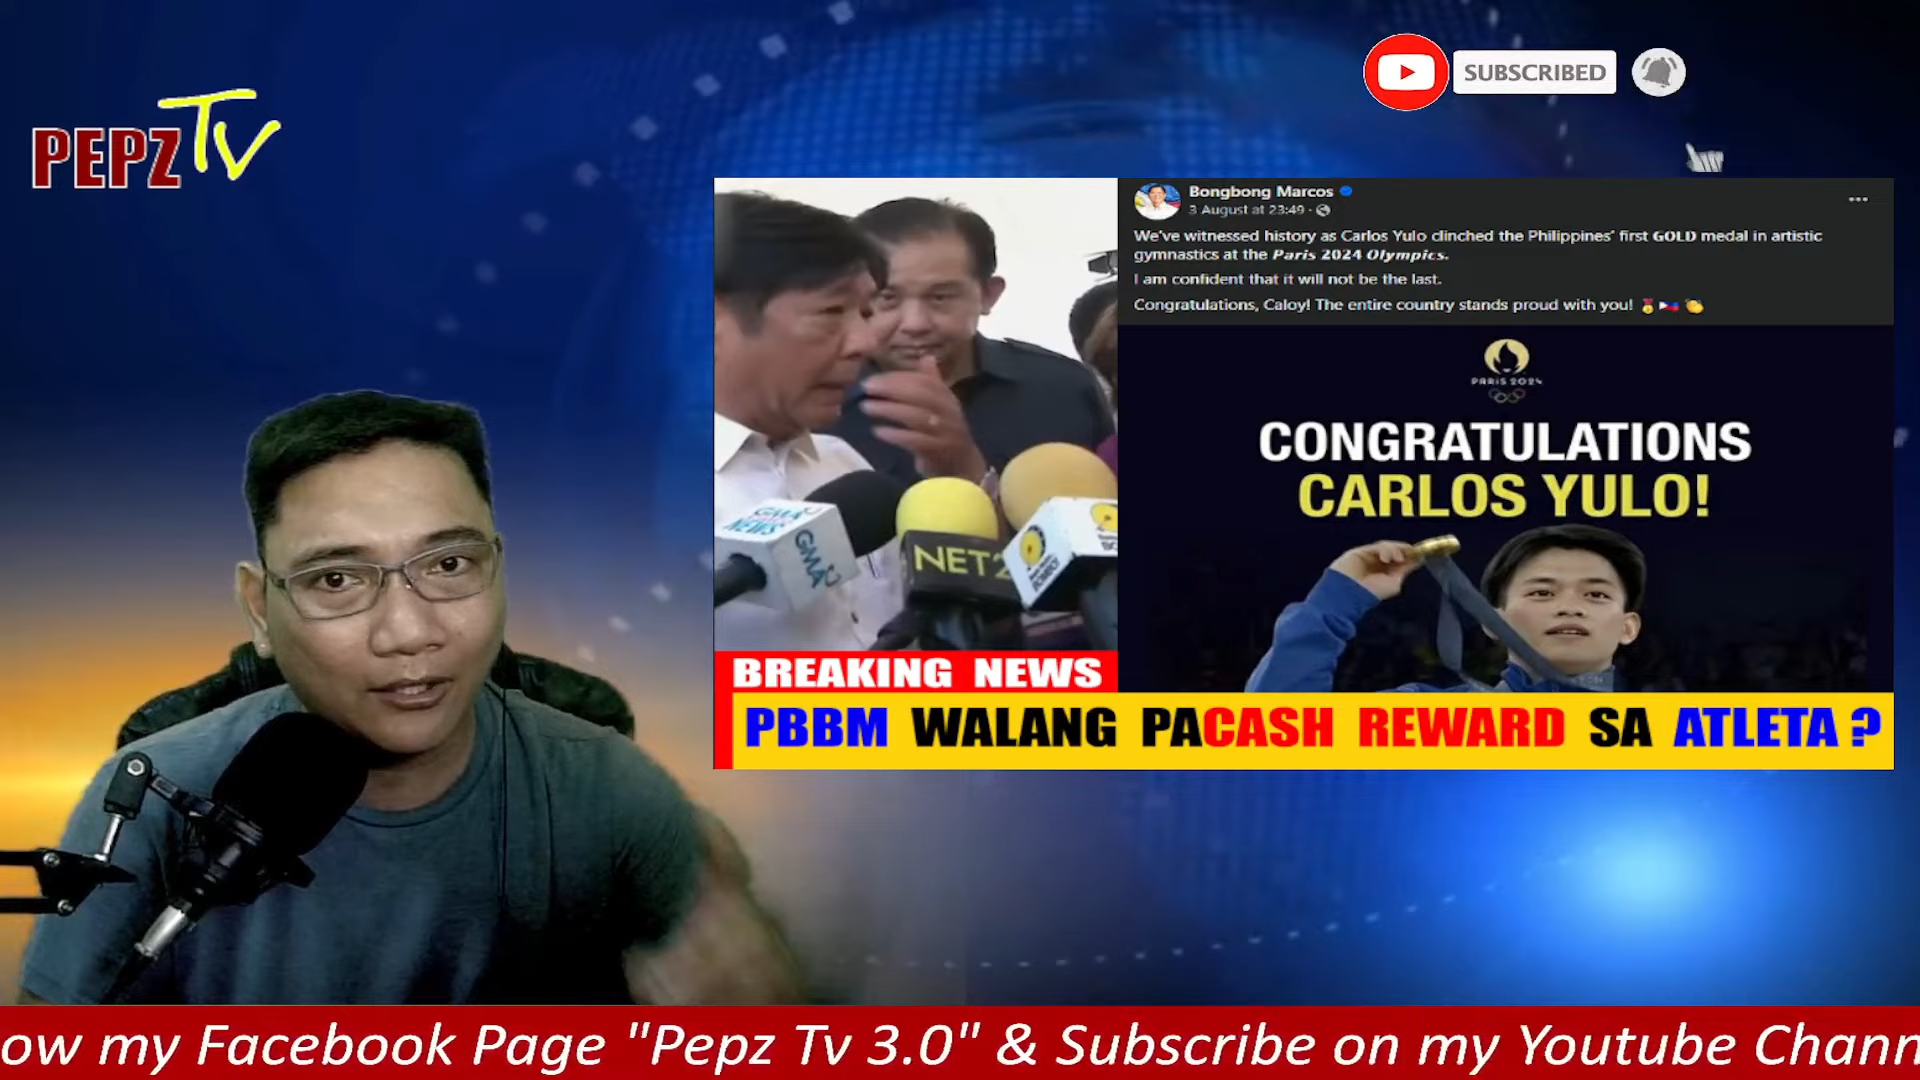 PEPZ TV
SUBSCRIBED
Bongbong Marcos
3 August at 23:49 ·
We've witnessed history as Carlos Yulo clinched the Philippines' first GOLD medal in artistic
gymnastics at the Paris 2024 Olympics.
I am confident that it will not be the last.
Congratulations, Caloy! The entire country stands proud with you!
PARIS 2024
CONGRATULATIONS
CARLOS YULO!
GMA
NEWS
GMA
NET2
BREAKING NEWS
PBBM WALANG PACASH REWARD SA ATLETA ?
ow my Facebook Page "Pepz Tv 3.0" & Subscribe on my Youtube Chann